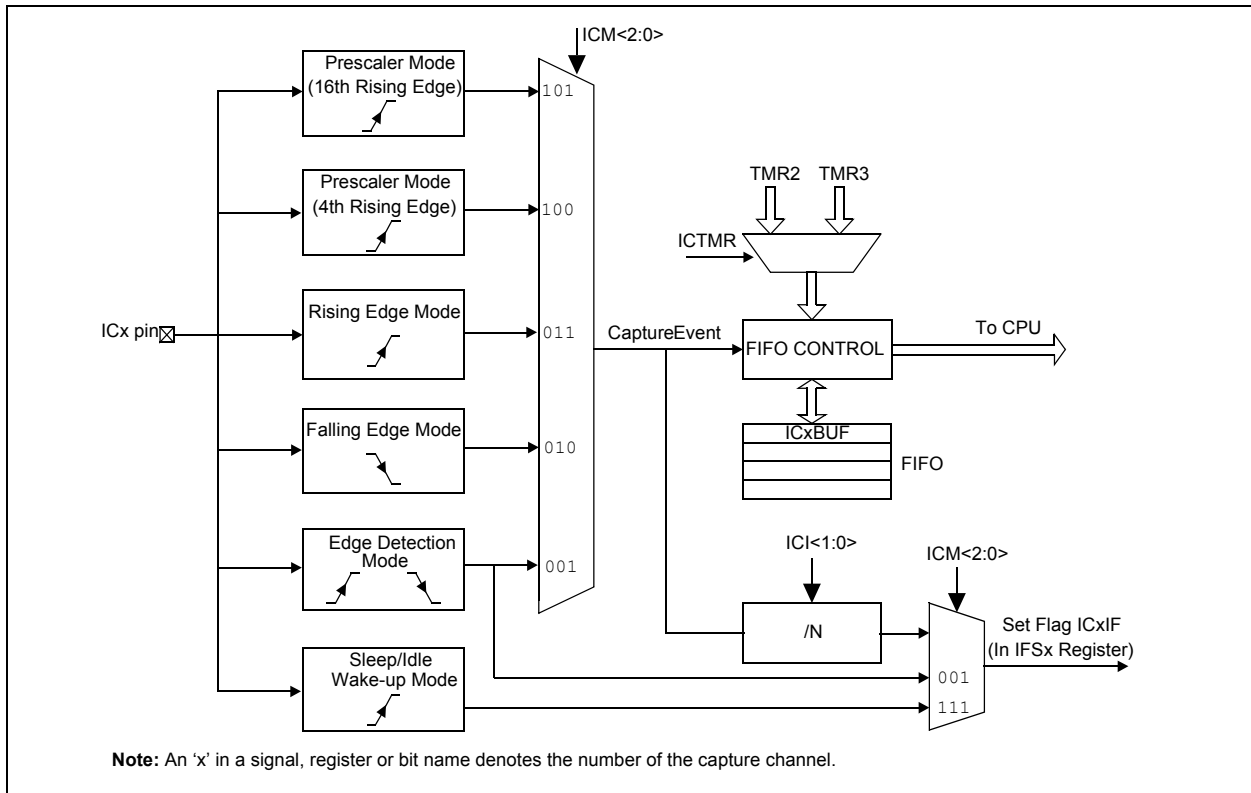 ICM<2:0>
Prescaler Mode
(16th Rising Edge)
101
Prescaler Mode
(4th Rising Edge)
100
TMR2 TMR3
ICTMR
ICx pin
Rising Edge Mode
011
CaptureEvent
FIFO CONTROL
To CPU
Falling Edge Mode
010
ICxBUF
FIFO
Edge Detection
Mode
001
ICI<1:0>
ICM<2:0>
/N
Set Flag ICxIF
(In IFSx Register)
Sleep/Idle
Wake-up Mode
001
111
Note: An ‘x’ in a signal, register or bit name denotes the number of the capture channel.